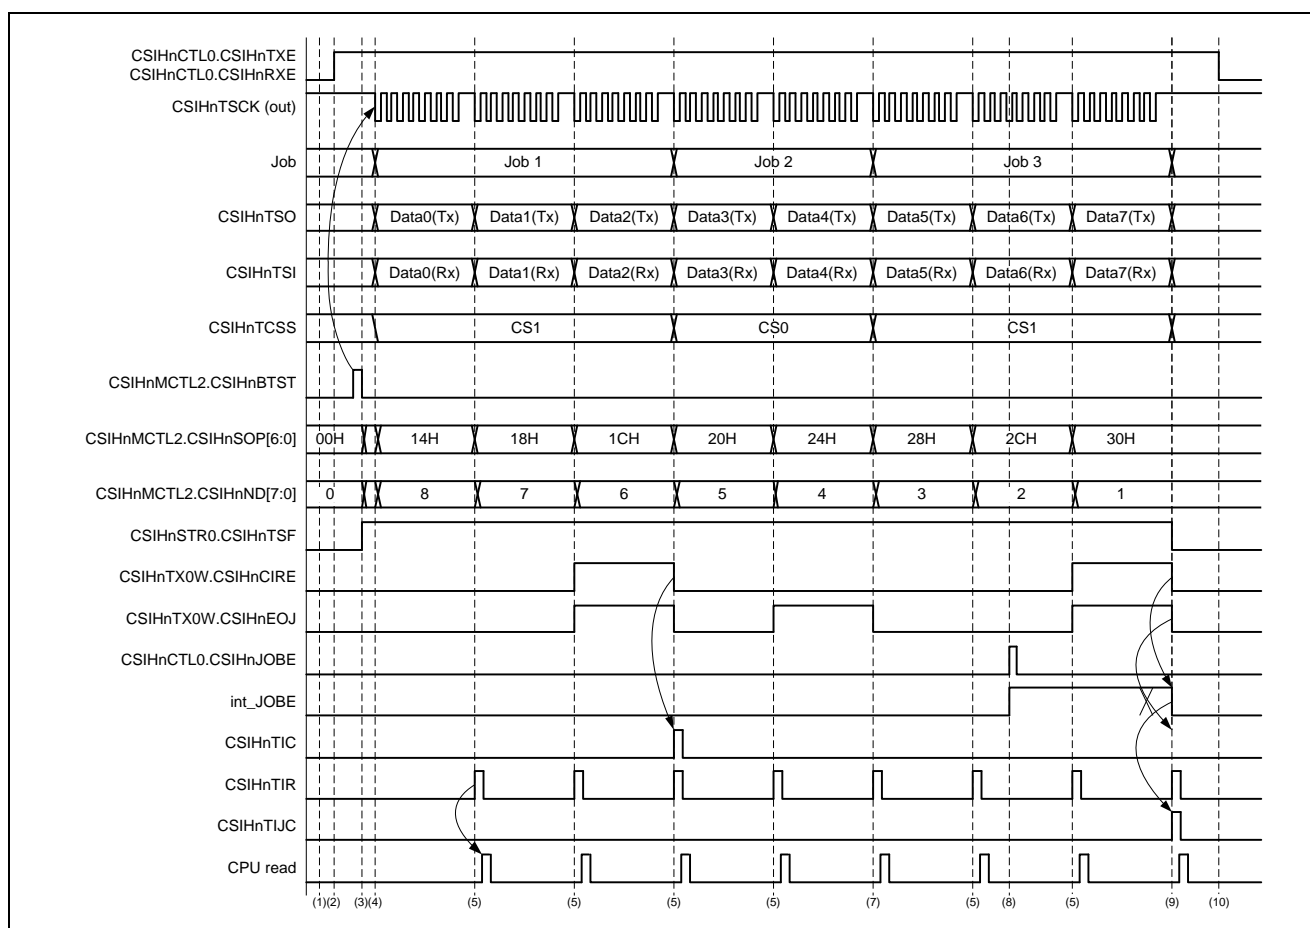 CSIHnCTL0.CSIHnTXE
CSIHnCTL0.CSIHnRXE
CSIHnTSCK (out)
Job Job 1 Job 2 Job 3
CSIHnTSO Data0(Tx) Data1(Tx) Data2(Tx) Data3(Tx) Data4(Tx) Data5(Tx) Data6(Tx) Data7(Tx)
CSIHnTSI Data0(Rx) Data1(Rx) Data2(Rx) Data3(Rx) Data4(Rx) Data5(Rx) Data6(Rx) Data7(Rx)
CSIHnTCSS CS1 CS0 CS1
CSIHnMCTL2.CSIHnBTST
CSIHnMCTL2.CSIHnSOP[6:0] 00H 14H 18H 1CH 20H 24H 28H 2CH 30H
CSIHnMCTL2.CSIHnND[7:0] 0 8 7 6 5 4 3 2 1
CSIHnSTR0.CSIHnTSF
CSIHnTX0W.CSIHnCIRE
CSIHnTX0W.CSIHnEOJ
CSIHnCTL0.CSIHnJOBE
int_JOBE
CSIHnTIC
CSIHnTIR
CSIHnTIJC
CPU read
(1)(2) (3)(4) (5) (5) (5) (5) (7) (5) (8) (5) (9) (10)